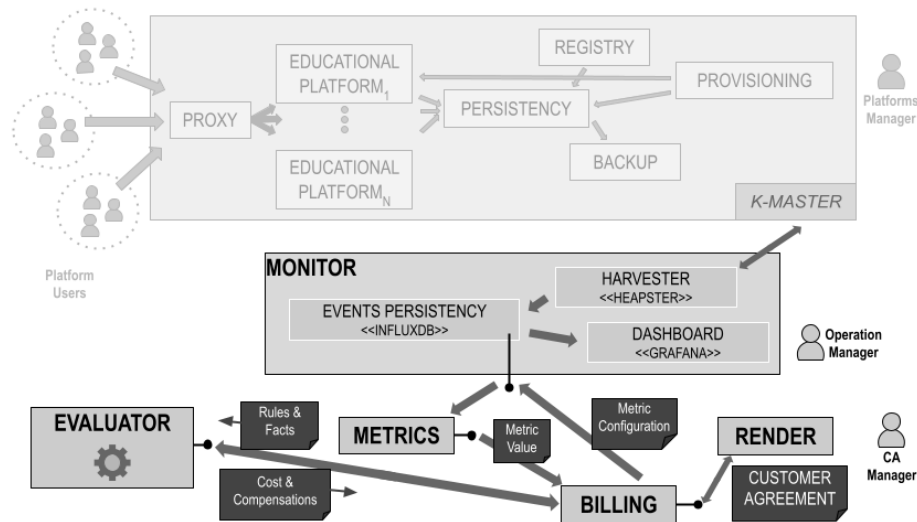 REGISTRY
EDUCATIONAL
PLATFORM1
PROVISIONING
PERSISTENCY
PROXY
Platforms
Manager
EDUCATIONAL
PLATFORMN
BACKUP
K-MASTER
Platform
Users
MONITOR
HARVESTER
<<HEAPSTER>>
EVENTS PERSISTENCY
<<INFLUXDB>>
DASHBOARD
<<GRAFANA>>
Operation
Manager
EVALUATOR
Rules &
Facts
METRICS
Metric
Value
Metric
Configuration
RENDER
CA
Manager
Cost &
Compensations
BILLING
CUSTOMER
AGREEMENT